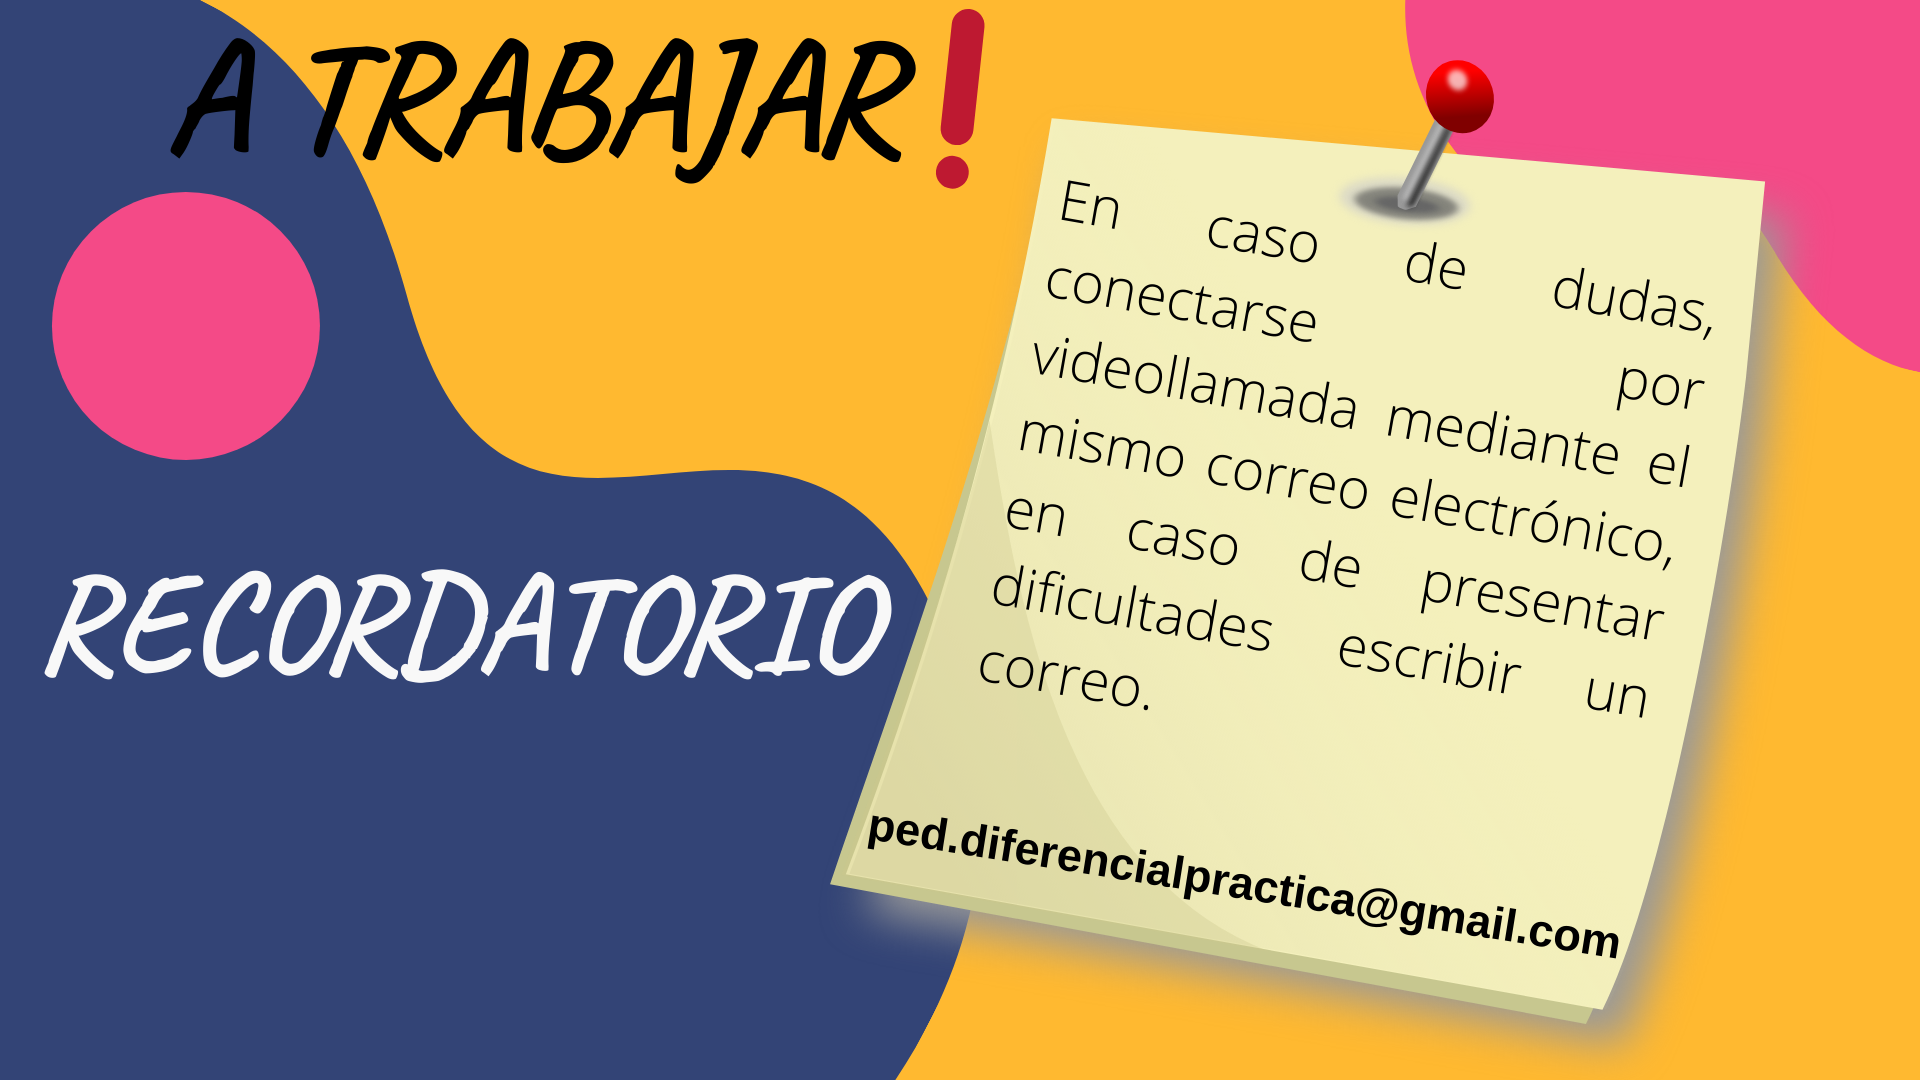 A TRABAJAR!
En caso de dudas,
conectarse por
videollamada mediante el
mismo correo electrónico,
en caso de presentar
dificultades escribir un
correo.
RECORDATORIO
ped.diferencialpractica@gmail.com